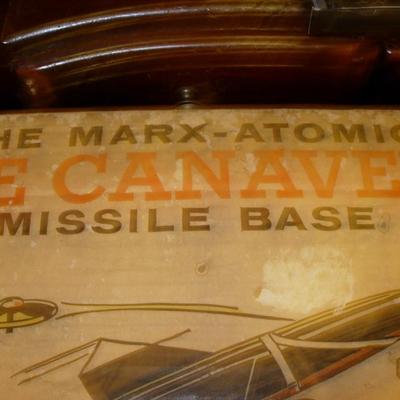 HE MARX-ATOMIC
E CANAVE
MISSILE BASE